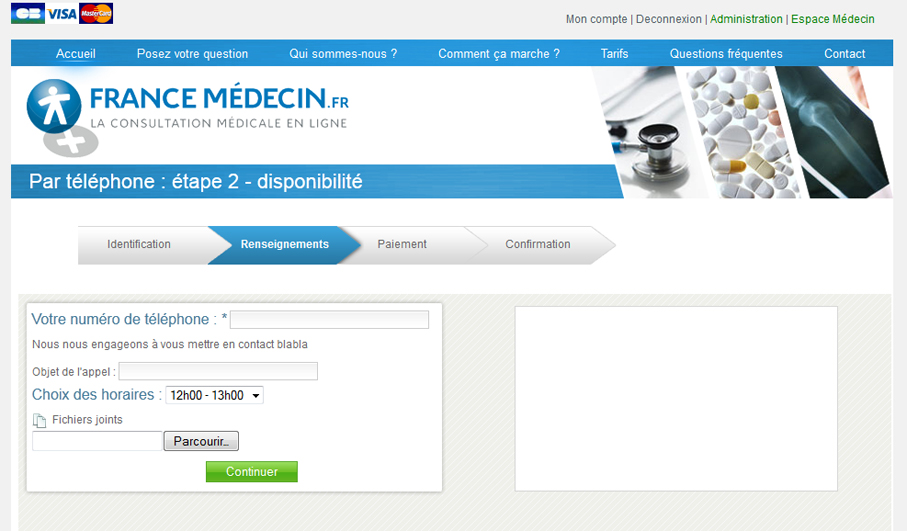 CB VISA MasterCard
Mon compte | Deconnexion | Administration | Espace Médecin
Accueil Posez votre question Qui sommes-nous ? Comment ça marche ? Tarifs Questions fréquentes Contact
FRANCE MÉDECIN.FR
LA CONSULTATION MÉDICALE EN LIGNE
Par téléphone : étape 2 - disponibilité
Identification Renseignements Paiement Confirmation
Votre numéro de téléphone : *
Nous nous engageons à vous mettre en contact blabla
Objet de l'appel :
Choix des horaires : 12h00 - 13h00
Fichiers joints
Parcourir...
Continuer